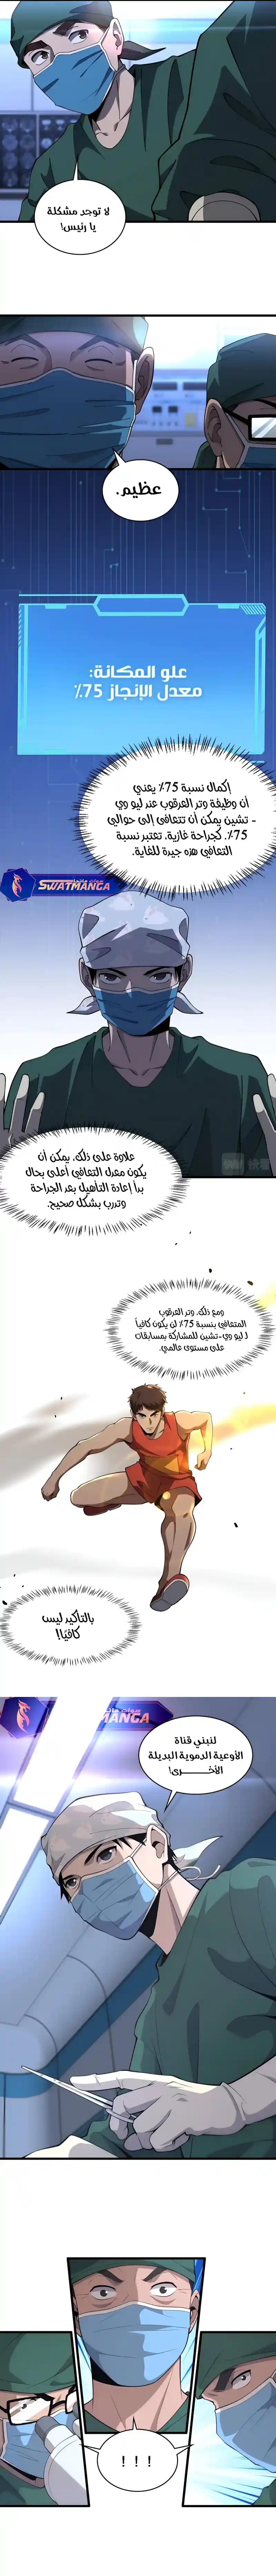 لا توجد مشكلة
يا رئيس!
عظيم.
علو المكانة:
معدل الإنجاز 75٪
إكمال نسبة 75٪ يعني
أن وظيفة وتر العرقوب عند ليو وي
- تشين يمكن أن تتعافى إلى حوالي
75٪. كجراحة غازية، تعتبر نسبة
التعافي هذه جيدة للغاية.
SWATMANGA
علاوة على ذلك، يمكن أن
يكون معدل التعافي أعلى بحال
بدأ إعادة التأهيل بعد الجراحة
وتدرب بشكل صحيح.
ومع ذلك، وتر العرقوب
المتعافي بنسبة 75٪ لن يكون كافياً
لـ ليو وي-تشين للمشاركة بمسابقات
على مستوى عالمي.
بالتأكيد ليس
كافيًا!
MANGA
لنبني قناة
الأوعية الدموية البديلة
الأخـــــرى!
! ! !